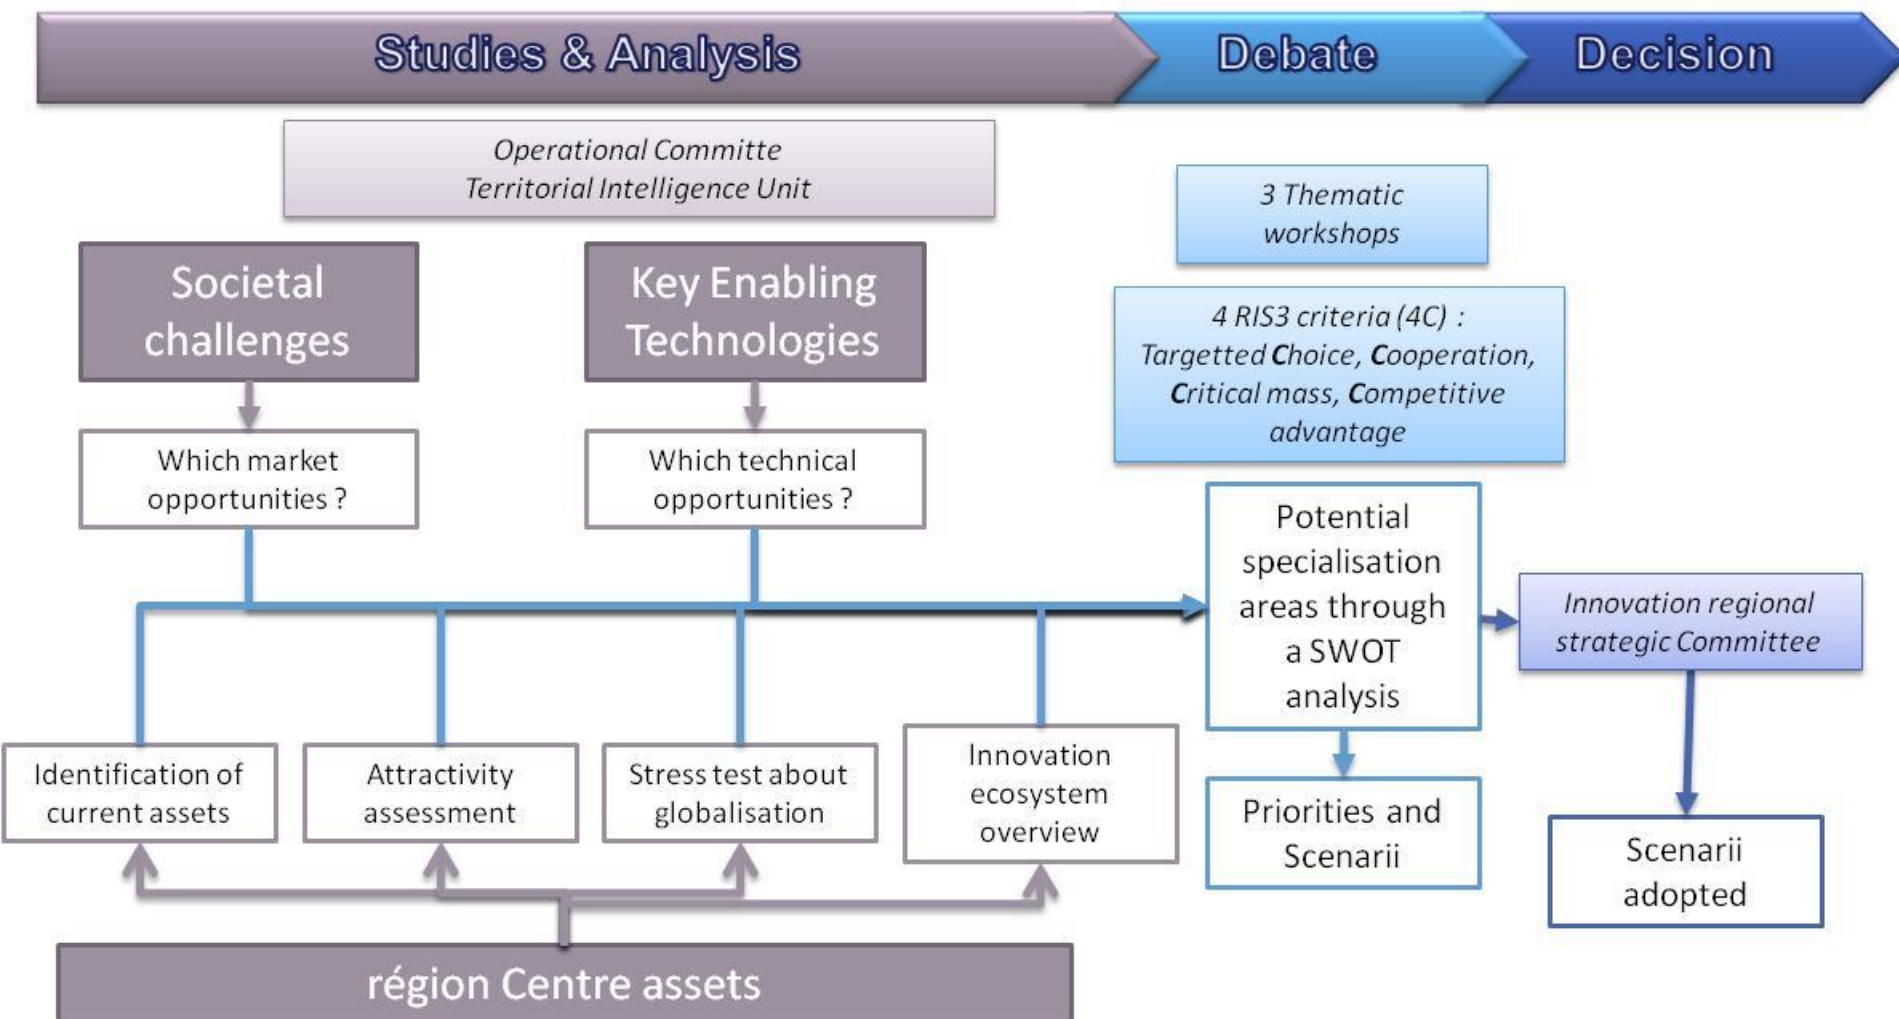 Studies & Analysis
Debate
Decision
Operational Committe
Territorial Intelligence Unit
3 Thematic
workshops
Societal
challenges
Key Enabling
Technologies
4 RIS3 criteria (4C) :
Targetted Choice, Cooperation,
Critical mass, Competitive
advantage
Which market
opportunities ?
Which technical
opportunities ?
Potential
specialisation
areas through
a SWOT
analysis
Innovation regional
strategic Committee
Identification of
current assets
Attractivity
assessment
Stress test about
globalisation
Innovation
ecosystem
overview
Priorities and
Scenarii
Scenarii
adopted
région Centre assets